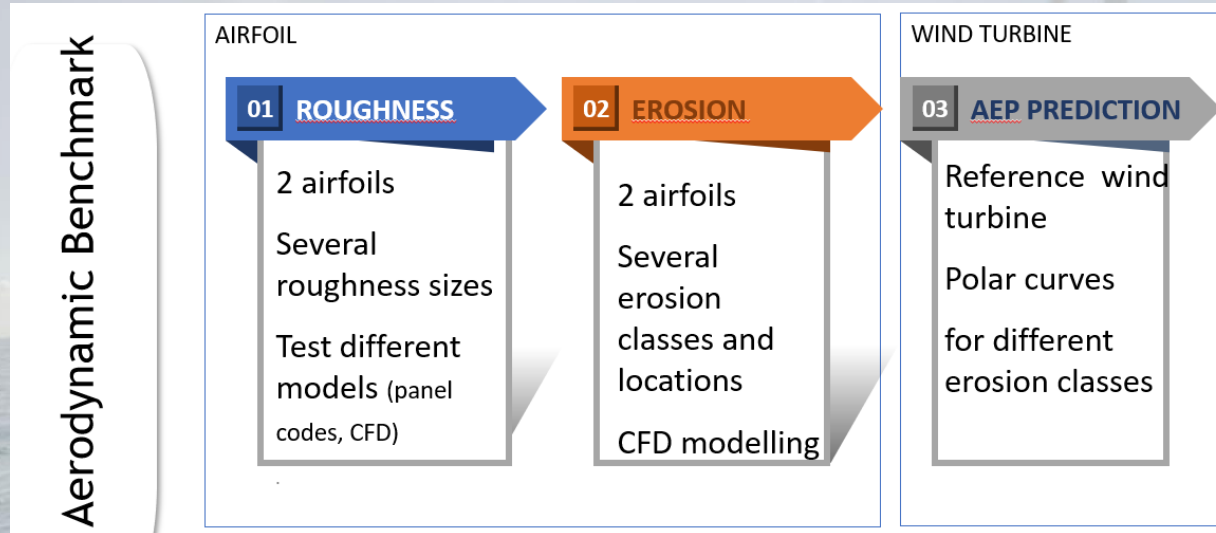 Aerodynamic Benchmark
AIRFOIL
01 ROUGHNESS
2 airfoils
Several
roughness sizes
Test different
models (panel
codes, CFD)
.
02 EROSION
2 airfoils
Several
erosion
classes and
locations
CFD modelling
WIND TURBINE
03 AEP PREDICTION
Reference wind
turbine
Polar curves
for different
erosion classes